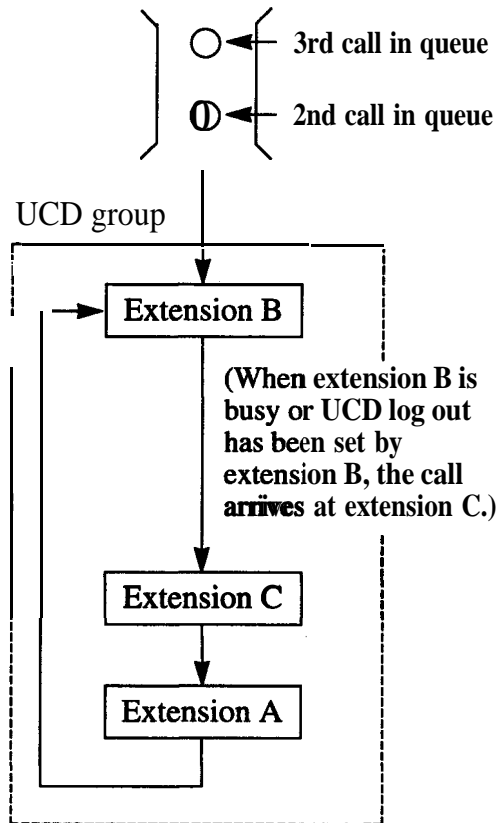 3rd call in queue
2nd call in queue
UCD group
Extension B
(When extension B is
busy or UCD log out
has been set by
extension B, the call
arrives at extension C.)
Extension C
Extension A